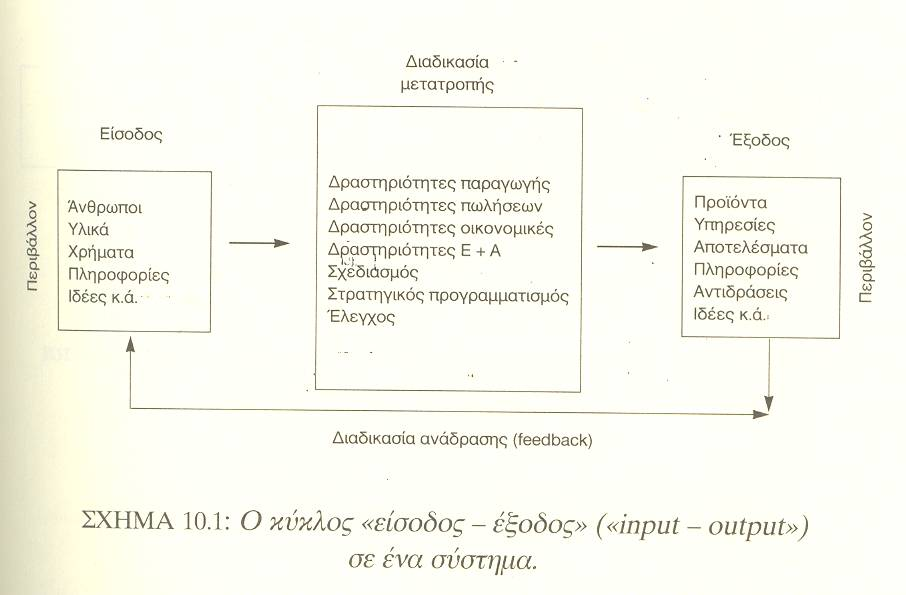 Διαδικασία
μετατροπής
Είσοδος
Έξοδος
Περιβάλλον
Άνθρωποι
Υλικά
Χρήματα
Πληροφορίες
Ιδέες κ.ά.
Δραστηριότητες παραγωγής
Δραστηριότητες πωλήσεων
Δραστηριότητες οικονομικές
Δραστηριότητες Ε + Α
Σχεδιασμός
Στρατηγικός προγραμματισμός
Έλεγχος
Προϊόντα
Υπηρεσίες
Αποτελέσματα
Πληροφορίες
Αντιδράσεις
Ιδέες κ.ά.
Περιβάλλον
Διαδικασία ανάδρασης (feedback)
ΣΧΗΜΑ 10.1: Ο κύκλος «είσοδος – έξοδος» («input – output»)
σε ένα σύστημα.